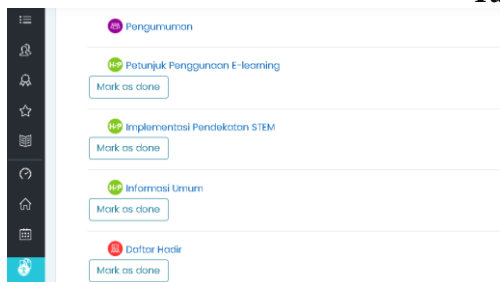 Pengumuman
H-P Petunjuk Penggunaan E-learning
Mark as done
H-P Implementasi Pendekatan STEM
Mark as done
H-P Informasi Umum
Mark as done
Daftar Hadir
Mark as done